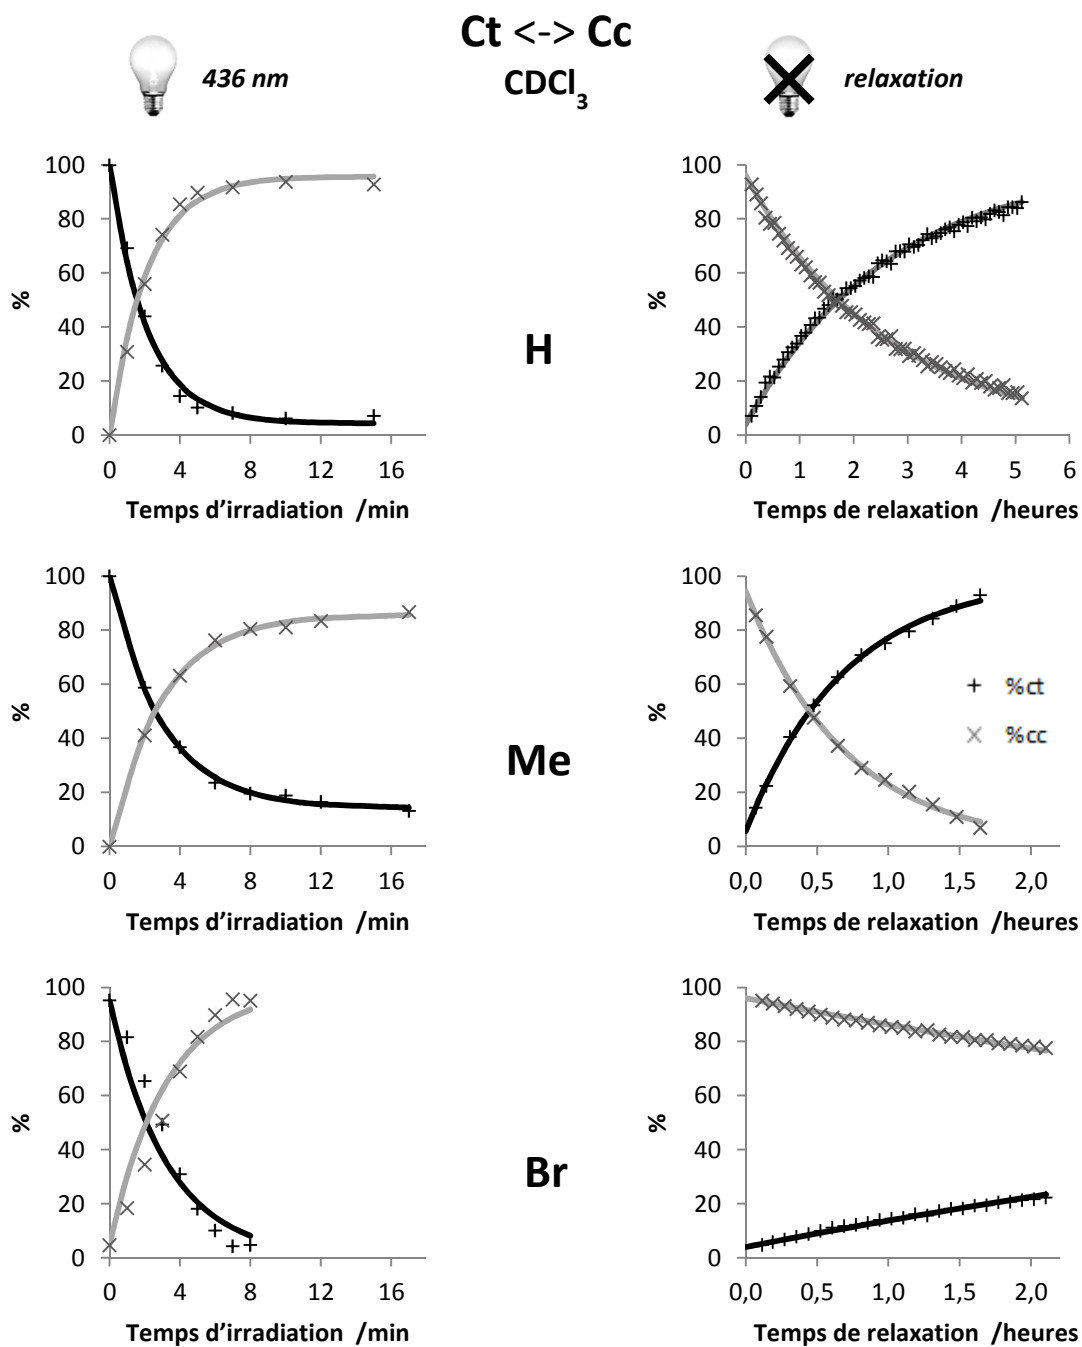 Ct <-> Cc
436 nm
CDCl3
relaxation
100
80
60
40
20
0
%
0 4 8 12 16
Temps d'irradiation /min
H
100
80
60
40
20
0
%
0 1 2 3 4 5 6
Temps de relaxation /heures
100
80
60
40
20
0
%
0 4 8 12 16
Temps d'irradiation /min
Me
100
80
60
40
20
0
%
%ct
%cc
0,0 0,5 1,0 1,5 2,0
Temps de relaxation /heures
100
80
60
40
20
0
%
0 4 8 12 16
Temps d'irradiation /min
Br
100
80
60
40
20
0
%
0,0 0,5 1,0 1,5 2,0
Temps de relaxation /heures